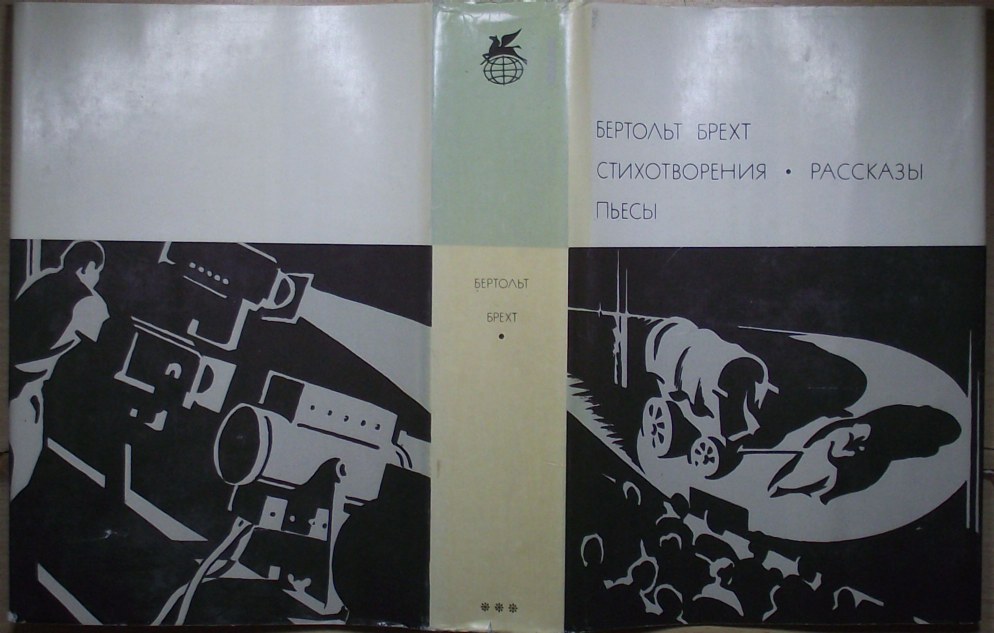 БЕРТОЛЬТ
БРЕХТ
БЕРТОЛЬТ БРЕХТ
СТИХОТВОРЕНИЯ • РАССКАЗЫ
ПЬЕСЫ